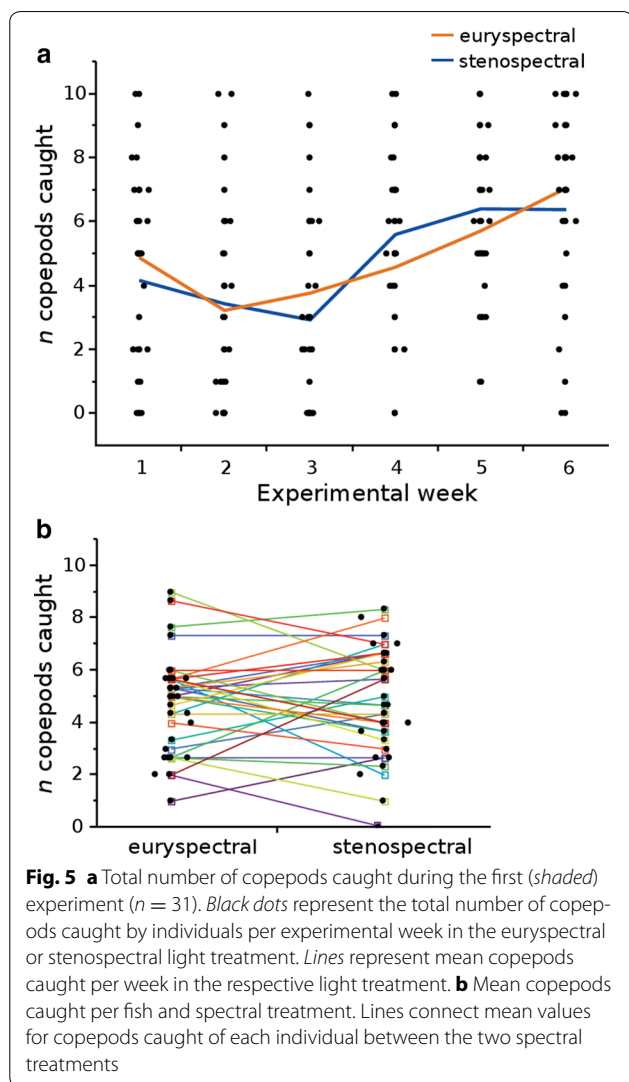 a
euryspectral
stenospectral
n copepods caught
10
8
6
4
2
0
1 2 3 4 5 6
Experimental week
b
n copepods caught
10
8
6
4
2
0
euryspectral stenospectral
Fig. 5 a Total number of copepods caught during the first (shaded)
experiment (n = 31). Black dots represent the total number of copep-
ods caught by individuals per experimental week in the euryspectral
or stenospectral light treatment. Lines represent mean copepods
caught per week in the respective light treatment. b Mean copepods
caught per fish and spectral treatment. Lines connect mean values
for copepods caught of each individual between the two spectral
treatments